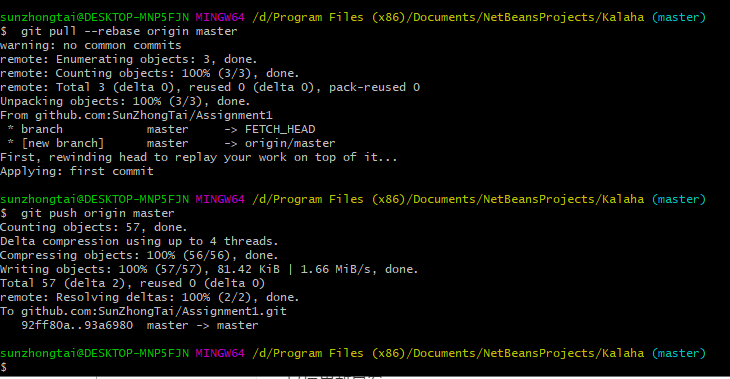 sunzhongtai@DESKTOP-MNP5FJN MINGW64 /d/Program Files (x86)/Documents/NetBeansProjects/Kalaha (master)
$  git pull --rebase origin master
warning: no common commits
remote: Enumerating objects: 3, done.
remote: Counting objects: 100% (3/3), done.
remote: Total 3 (delta 0), reused 0 (delta 0), pack-reused 0
Unpacking objects: 100% (3/3), done.
From github.com:SunZhongTai/Assignment1
 * branch            master     -> FETCH_HEAD
 * [new branch]      master     -> origin/master
First, rewinding head to replay your work on top of it...
Applying: first commit
sunzhongtai@DESKTOP-MNP5FJN MINGW64 /d/Program Files (x86)/Documents/NetBeansProjects/Kalaha (master)
$  git push origin master
Counting objects: 57, done.
Delta compression using up to 4 threads.
Compressing objects: 100% (56/56), done.
Writing objects: 100% (57/57), 81.42 KiB | 1.66 MiB/s, done.
Total 57 (delta 2), reused 0 (delta 0)
remote: Resolving deltas: 100% (2/2), done.
To github.com:SunZhongTai/Assignment1.git
   92ff80a..93a6980  master -> master
sunzhongtai@DESKTOP-MNP5FJN MINGW64 /d/Program Files (x86)/Documents/NetBeansProjects/Kalaha (master)
$